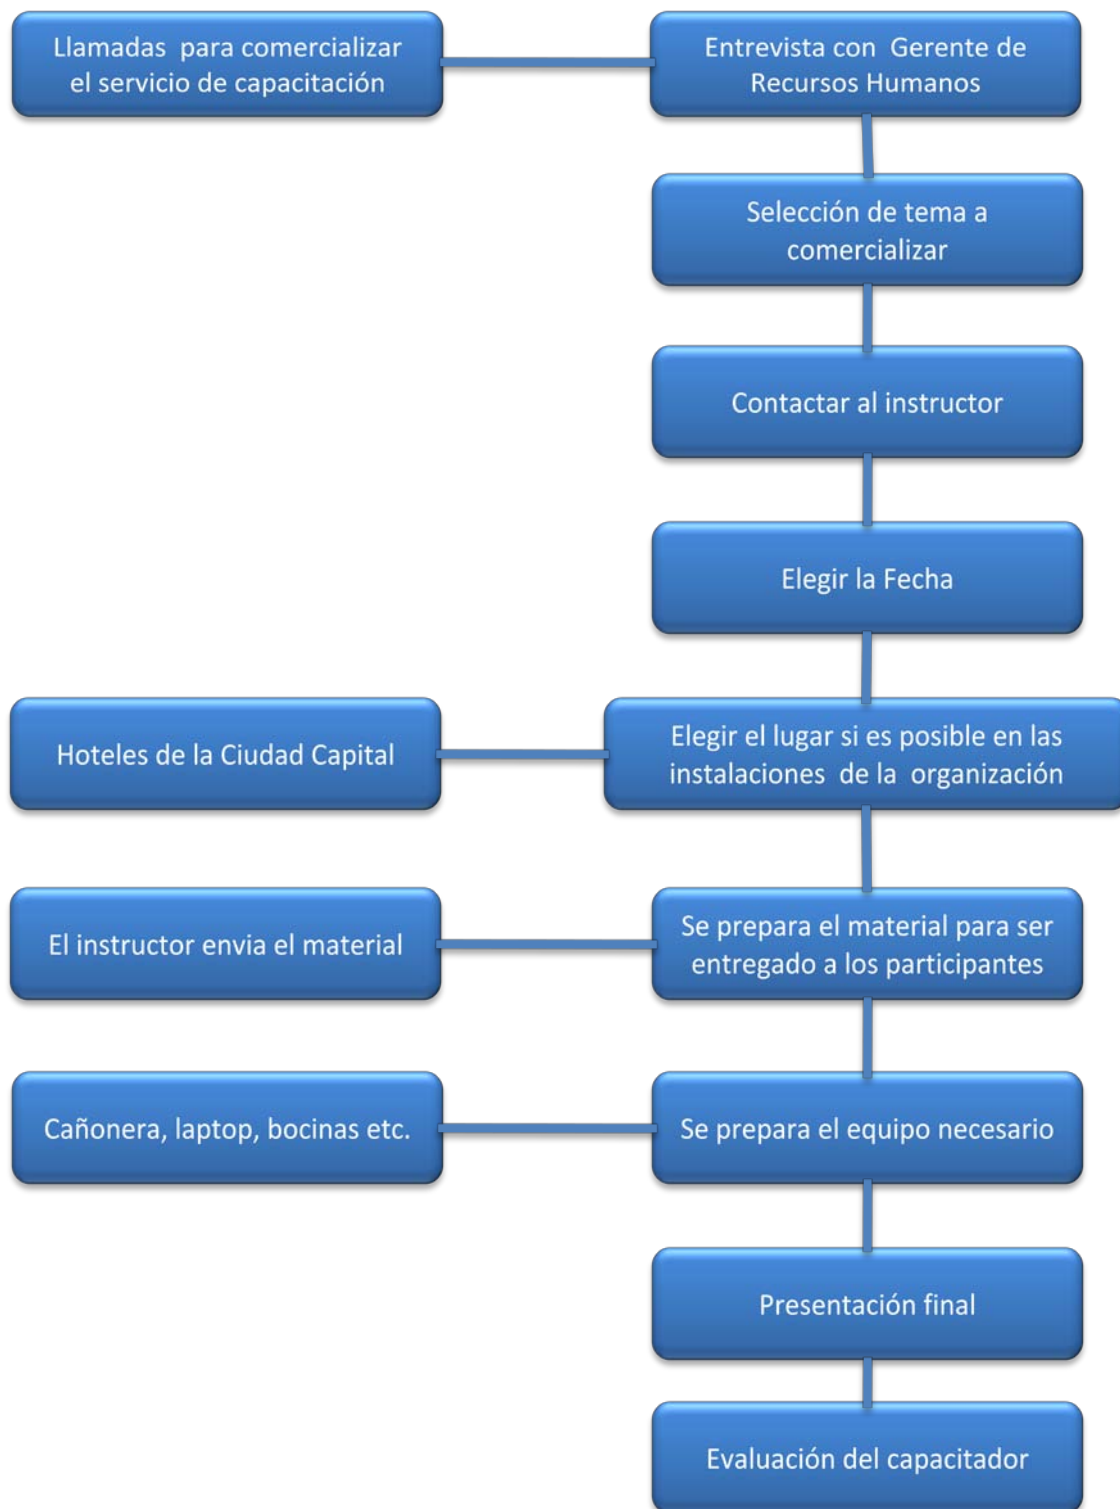 Llamadas para comercializar
el servicio de capacitación
Entrevista con Gerente de
Recursos Humanos
Selección de tema a
comercializar
Contactar al instructor
Elegir la Fecha
Hoteles de la Ciudad Capital
Elegir el lugar si es posible en las
instalaciones de la organización
El instructor envia el material
Se prepara el material para ser
entregado a los participantes
Cañonera, laptop, bocinas etc.
Se prepara el equipo necesario
Presentación final
Evaluación del capacitador